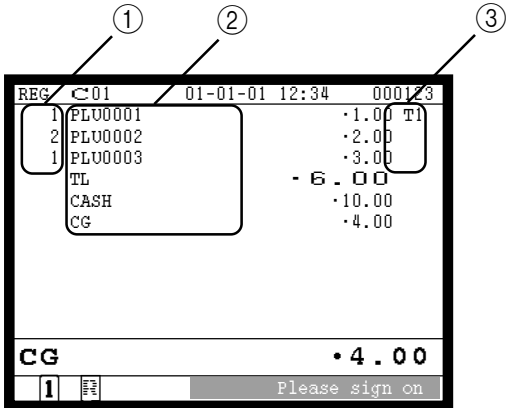 ① ② ③
REG C01 01-01-01 12:34 000123
1 PLU0001 ·1.00 T1
2 PLU0002 ·2.00
1 PLU0003 ·3.00
TL ·6.00
CASH ·10.00
CG ·4.00
CG ·4.00
1 R Please sign on